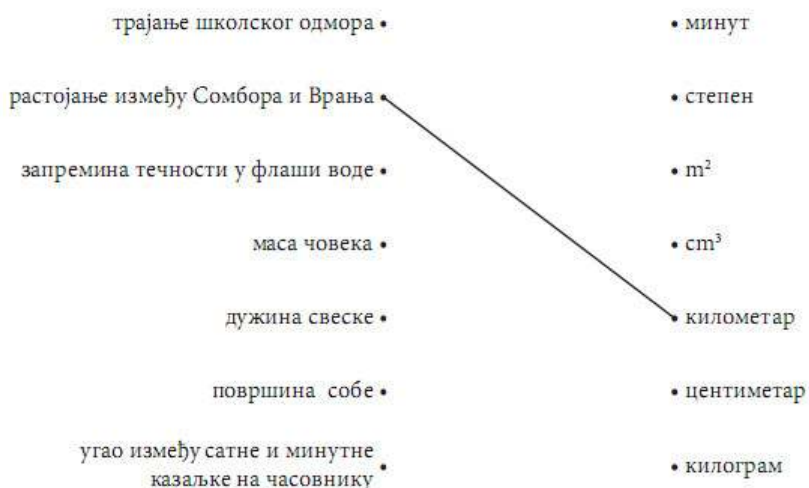 трајање школског одмора • • минут
растојање између Сомбора и Врања • • степен
запремина течности у флаши воде • • m²
маса човека • • cm³
дужина свеске • • километар
површина собе • • центиметар
угао између сатне и минутне
казаљке на часовнику • • килограм